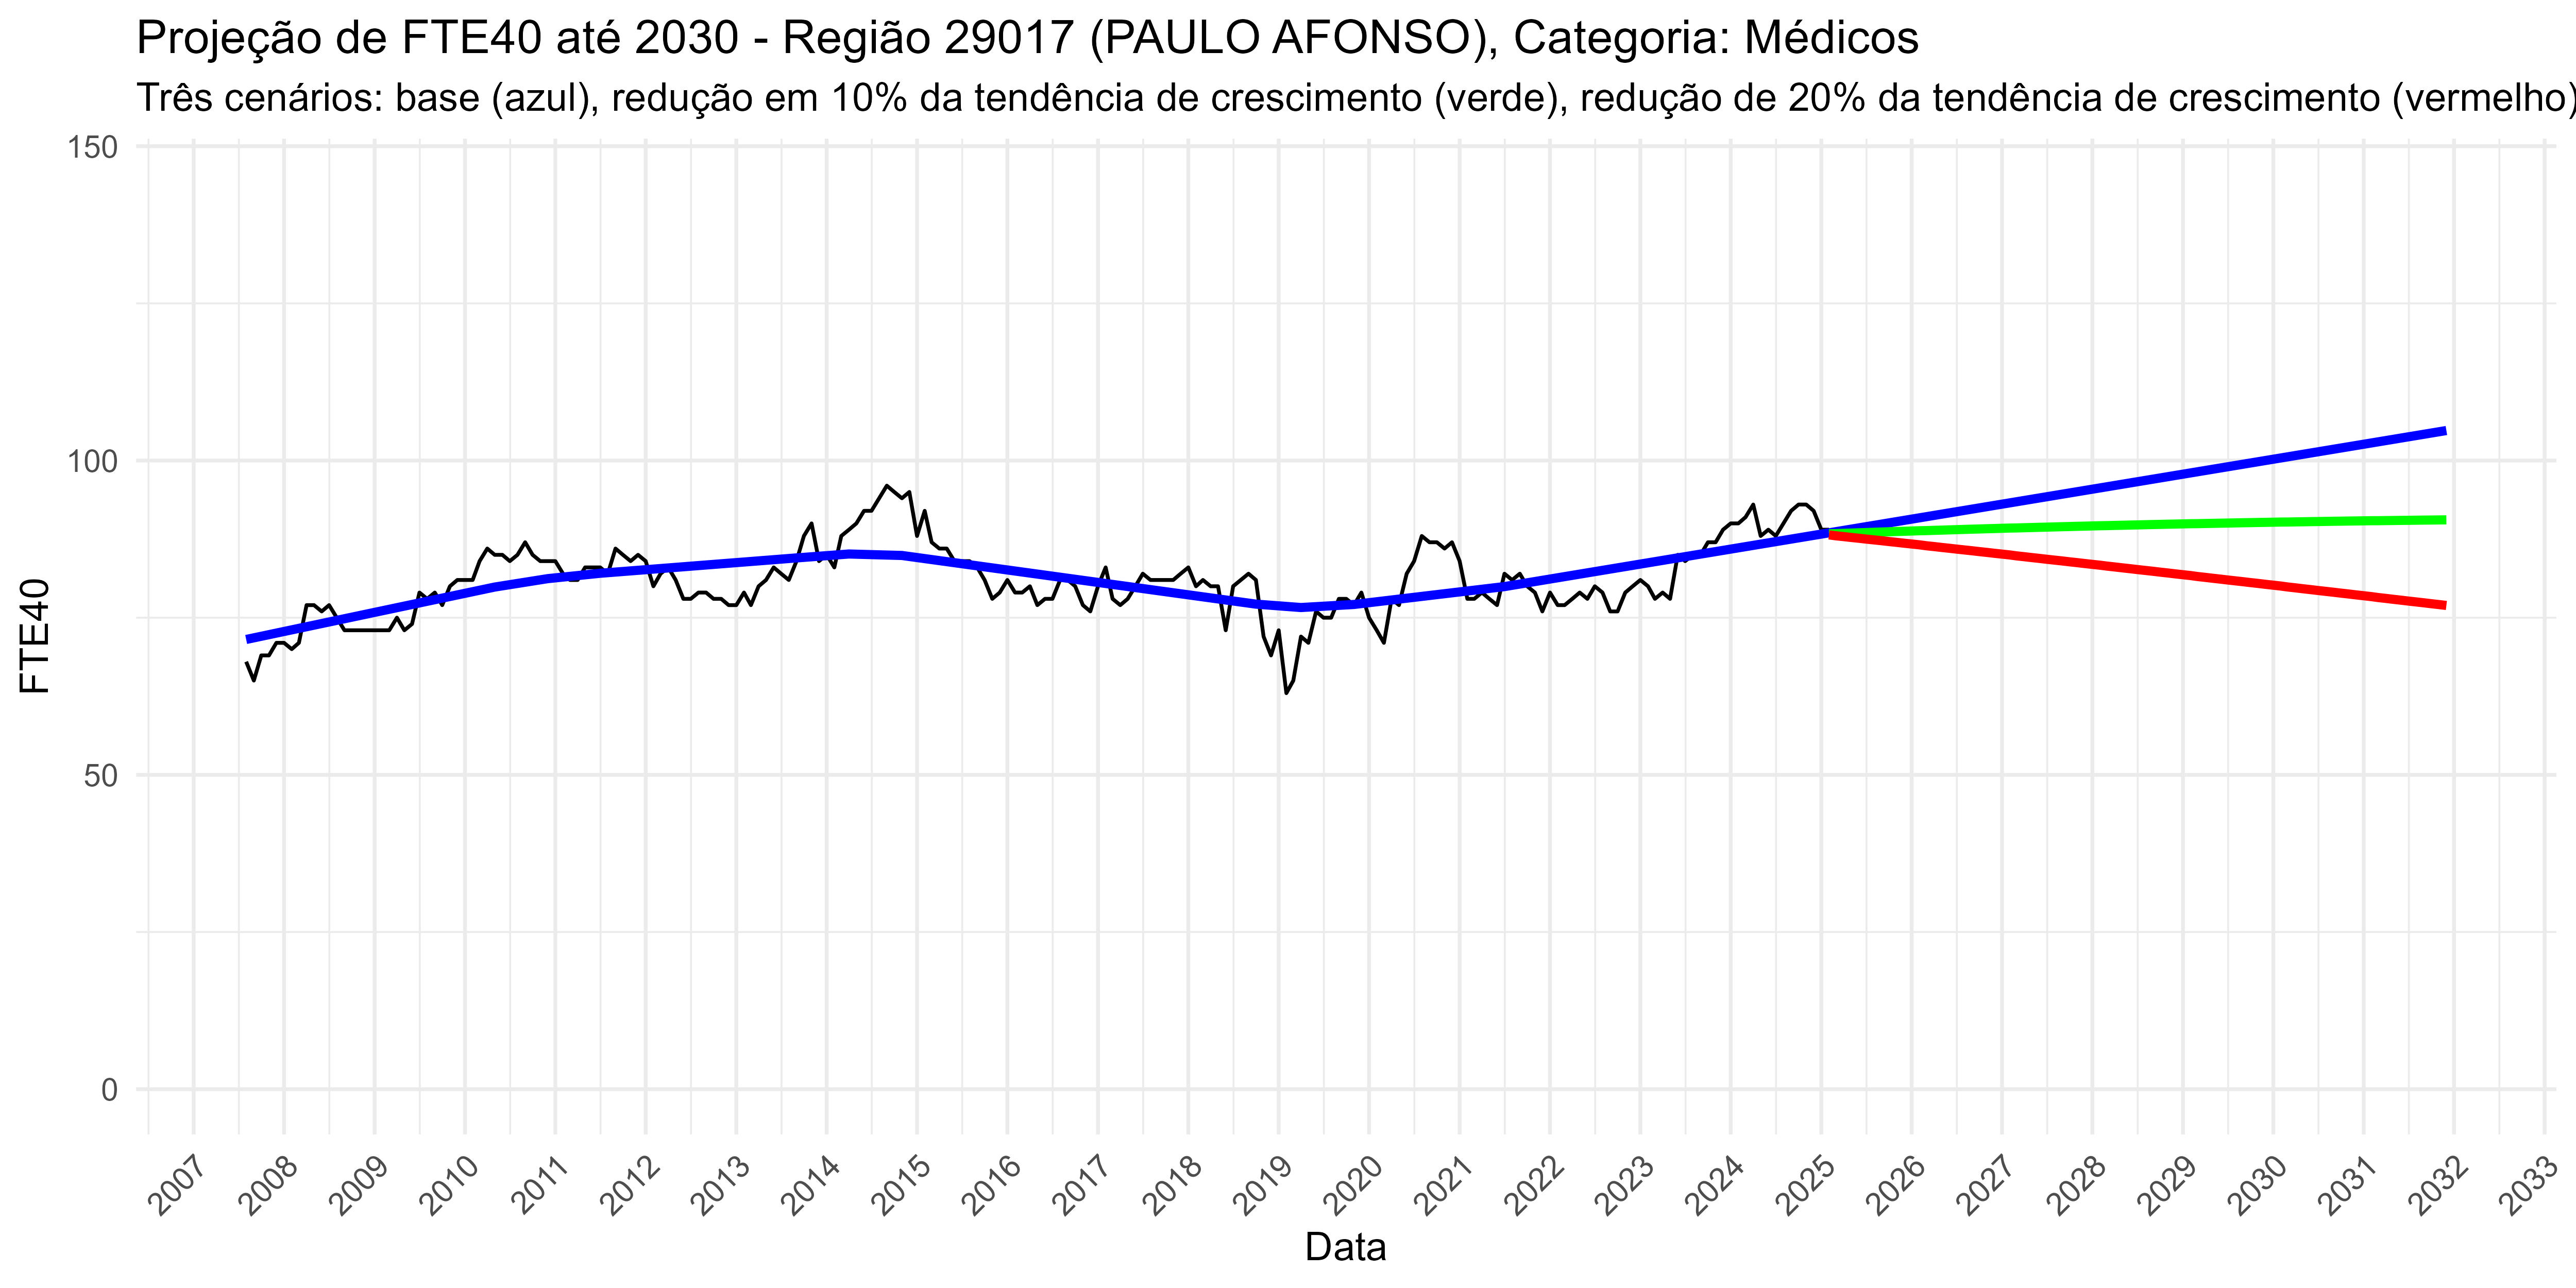 Projeção de FTE40 até 2030 - Região 29017 (PAULO AFONSO), Categoria: Médicos
Três cenários: base (azul), redução em 10% da tendência de crescimento (verde), redução de 20% da tendência de crescimento (vermelho)
150
100
50
0
FTE40
2007 2008 2009 2010 2011 2012 2013 2014 2015 2016 2017 2018 2019 2020 2021 2022 2023 2024 2025 2026 2027 2028 2029 2030 2031 2032 2033
Data